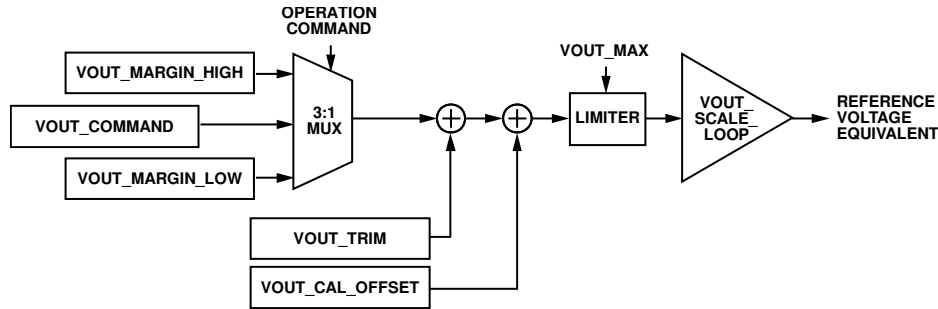 OPERATION
COMMAND
VOUT_MARGIN_HIGH
VOUT_COMMAND
VOUT_MARGIN_LOW
3:1
MUX
VOUT_TRIM
VOUT_CAL_OFFSET
VOUT_MAX
LIMITER
VOUT_
SCALE_
LOOP
REFERENCE
VOLTAGE
EQUIVALENT